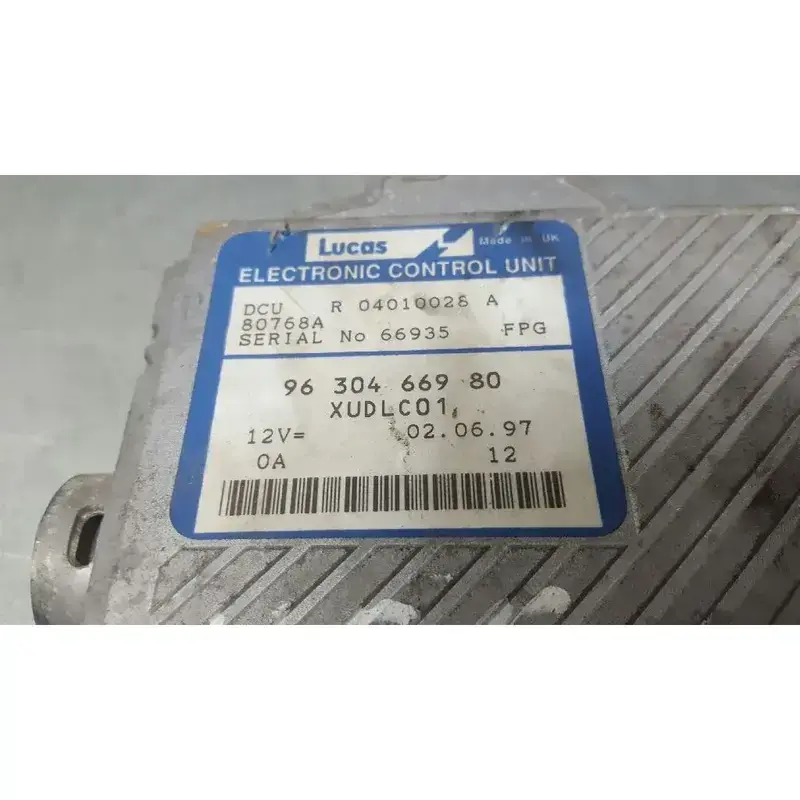 Lucas Made in UK
ELECTRONIC CONTROL UNIT
DCU R 04010028 A
80768A
SERIAL No 66935 FPG
96 304 669 80
XUDLC01
12V= 02.06.97
0A 12